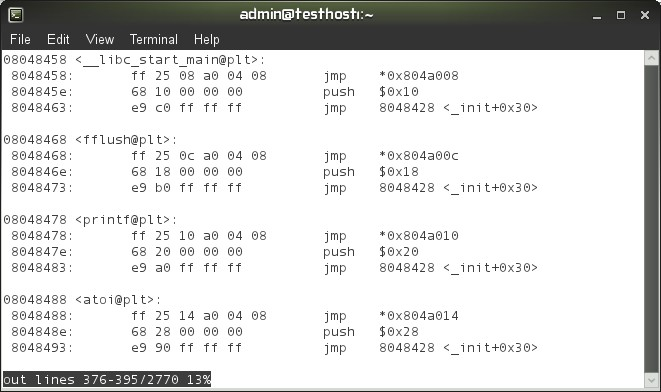 admin@testhost1:~
File Edit View Terminal Help
08048458 <__libc_start_main@plt>:
 8048458:	ff 25 08 a0 04 08	jmp	*0x804a008
 804845e:	68 10 00 00 00	push	$0x10
 8048463:	e9 c0 ff ff ff	jmp	8048428 <_init+0x30>

08048468 <fflush@plt>:
 8048468:	ff 25 0c a0 04 08	jmp	*0x804a00c
 804846e:	68 18 00 00 00	push	$0x18
 8048473:	e9 b0 ff ff ff	jmp	8048428 <_init+0x30>

08048478 <printf@plt>:
 8048478:	ff 25 10 a0 04 08	jmp	*0x804a010
 804847e:	68 20 00 00 00	push	$0x20
 8048483:	e9 a0 ff ff ff	jmp	8048428 <_init+0x30>

08048488 <atoi@plt>:
 8048488:	ff 25 14 a0 04 08	jmp	*0x804a014
 804848e:	68 28 00 00 00	push	$0x28
 8048493:	e9 90 ff ff ff	jmp	8048428 <_init+0x30>

out lines 376-395/2770 13%